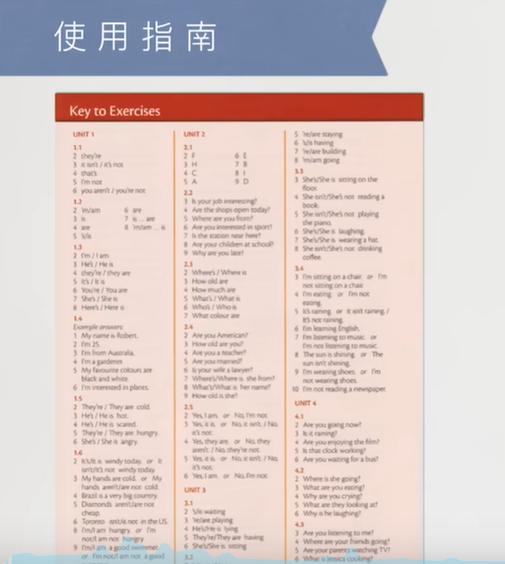 使用指南
Key to Exercises
UNIT 1
1.1
2 they're
3 it isn't / it's not
4 that's
5 I'm not
6 you aren't / you're not
1.2
2 'm/am
3 is
4 are
5 's/is
6 are
7 is ... are
8 'm/am ... is
1.3
2 I'm / I am
3 He's / He is
4 they're / they are
5 It's / It is
6 You're / You are
7 She's / She is
8 Here's / Here is
1.4
Example answers:
1 My name is Robert.
2 I'm 25.
3 I'm from Australia.
4 I'm a gardener.
5 My favourite colours are
black and white.
6 I'm interested in plants.
1.5
2 They're / They are cold.
3 He's / He is hot.
4 He's / He is scared.
5 They're / They are hungry.
6 She's / She is angry.
1.6
2 It's/It is windy today. or It
isn't/It's not windy today.
3 My hands are cold. or My
hands aren't/are not cold.
4 Brazil is a very big country.
5 Diamonds aren't/are not
cheap.
6 Toronto isn't/is not in the US.
8 I'm/I am hungry. or I'm
not/I am not hungry
9 I'm/I am a good swimmer.
or I'm not/I am not a good
UNIT 2
2.1
2 F
3 H
4 C
5 A
6 E
7 B
8 I
9 D
2.2
3 Is your job interesting?
4 Are the shops open today?
5 Where are you from?
6 Are you interested in sport?
7 Is the station near here?
8 Are your children at school?
9 Why are you late?
2.3
2 Where's / Where is
3 How old are
4 How much are
5 What's / What is
6 Who's / Who is
7 What colour are
2.4
2 Are you American?
3 How old are you?
4 Are you a teacher?
5 Are you married?
6 Is your wife a lawyer?
7 Where's/Where is she from?
8 What's/What is her name?
9 How old is she?
2.5
2 Yes, I am. or No, I'm not.
3 Yes, it is. or No, it isn't. / No,
it's not.
4 Yes, they are. or No, they
aren't. / No, they're not.
5 Yes, it is. or No, it isn't. / No,
it's not.
6 Yes, I am. or No, I'm not.
UNIT 3
3.1
2 's/is waiting
3 're/are playing
4 He's/He is lying
5 They're/They are having
6 She's/She is sitting
3.2
5 're/are staying
6 's/is having
7 're/are building
8 'm/am going
3.3
3 She's/She is sitting on the
floor.
4 She isn't/She's not reading a
book.
5 She isn't/She's not playing
the piano.
6 She's/She is laughing.
7 She's/She is wearing a hat.
8 She isn't/She's not drinking
coffee.
3.4
3 I'm sitting on a chair. or I'm
not sitting on a chair.
4 I'm eating. or I'm not
eating.
5 It's raining. or It isn't raining. /
It's not raining.
6 I'm learning English.
7 I'm listening to music. or
I'm not listening to music.
8 The sun is shining. or The
sun isn't shining.
9 I'm wearing shoes. or I'm
not wearing shoes.
10 I'm not reading a newspaper.
UNIT 4
4.1
2 Are you going now?
3 Is it raining?
4 Are you enjoying the film?
5 Is that clock working?
6 Are you waiting for a bus?
4.2
2 Where is she going?
3 What are you eating?
4 Why are you crying?
5 What are they looking at?
6 Why is he laughing?
4.3
3 Are you listening to me?
4 Where are your friends going?
5 Are your parents watching TV?
6 What is Jessica cooking?